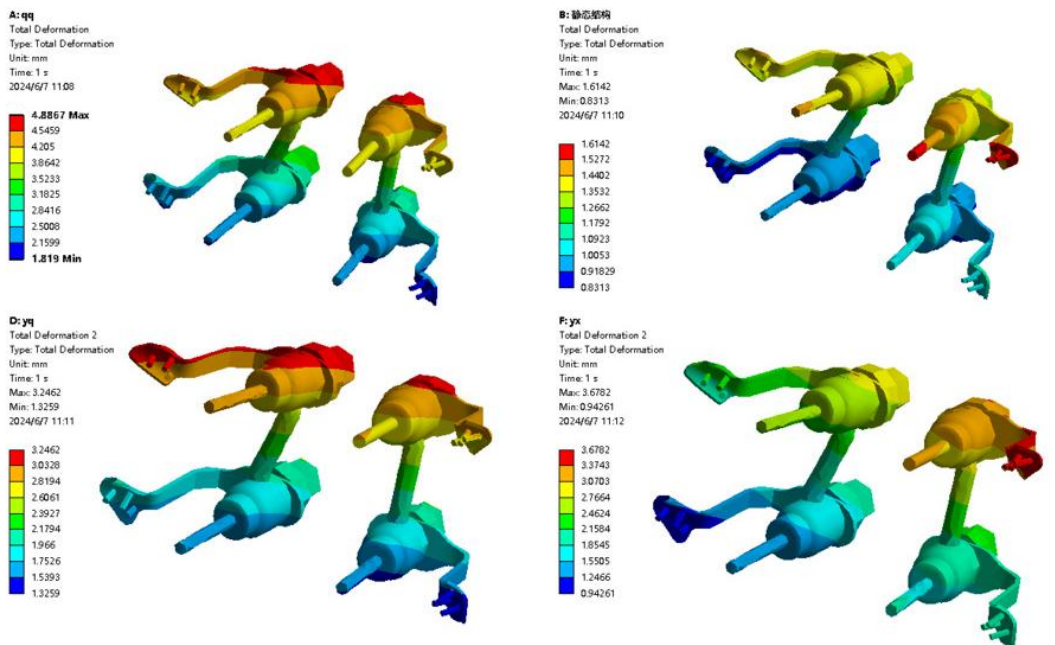 A: qq
Total Deformation
Type: Total Deformation
Unit: mm
Time: 1 s
2024/6/7 11:08
4.8867 Max
4.5459
4.205
3.8642
3.5233
3.1825
2.8416
2.5008
2.1599
1.819 Min
B: 静态结构
Total Deformation
Type: Total Deformation
Unit: mm
Time: 1 s
Max: 1.6142
Min: 0.8313
2024/6/7 11:10
1.6142
1.5272
1.4402
1.3532
1.2662
1.1792
1.0923
1.0053
0.91829
0.8313
D: yq
Total Deformation 2
Type: Total Deformation
Unit: mm
Time: 1 s
Max: 3.2462
Min: 1.3259
2024/6/7 11:11
3.2462
3.0328
2.8194
2.6061
2.3927
2.1794
1.966
1.7526
1.5393
1.3259
F: yx
Total Deformation 2
Type: Total Deformation
Unit: mm
Time: 1 s
Max: 3.6782
Min: 0.94261
2024/6/7 11:12
3.6782
3.3743
3.0703
2.7664
2.4624
2.1584
1.8545
1.5505
1.2466
0.94261